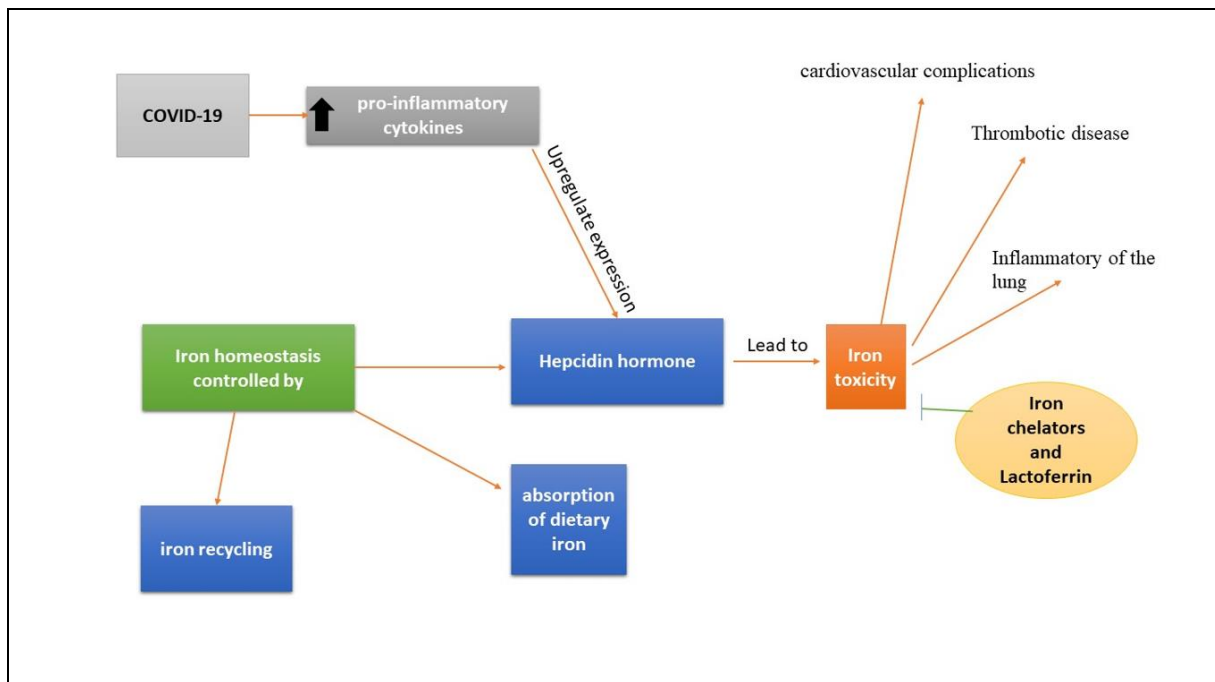 cardiovascular complications
COVID-19
pro-inflammatory
cytokines
Thrombotic disease
Upregulate expression
Inflammatory of the
lung
Iron homeostasis
controlled by
Hepcidin hormone
Lead to
Iron
toxicity
Iron
chelators
and
Lactoferrin
absorption
of dietary
iron
iron recycling